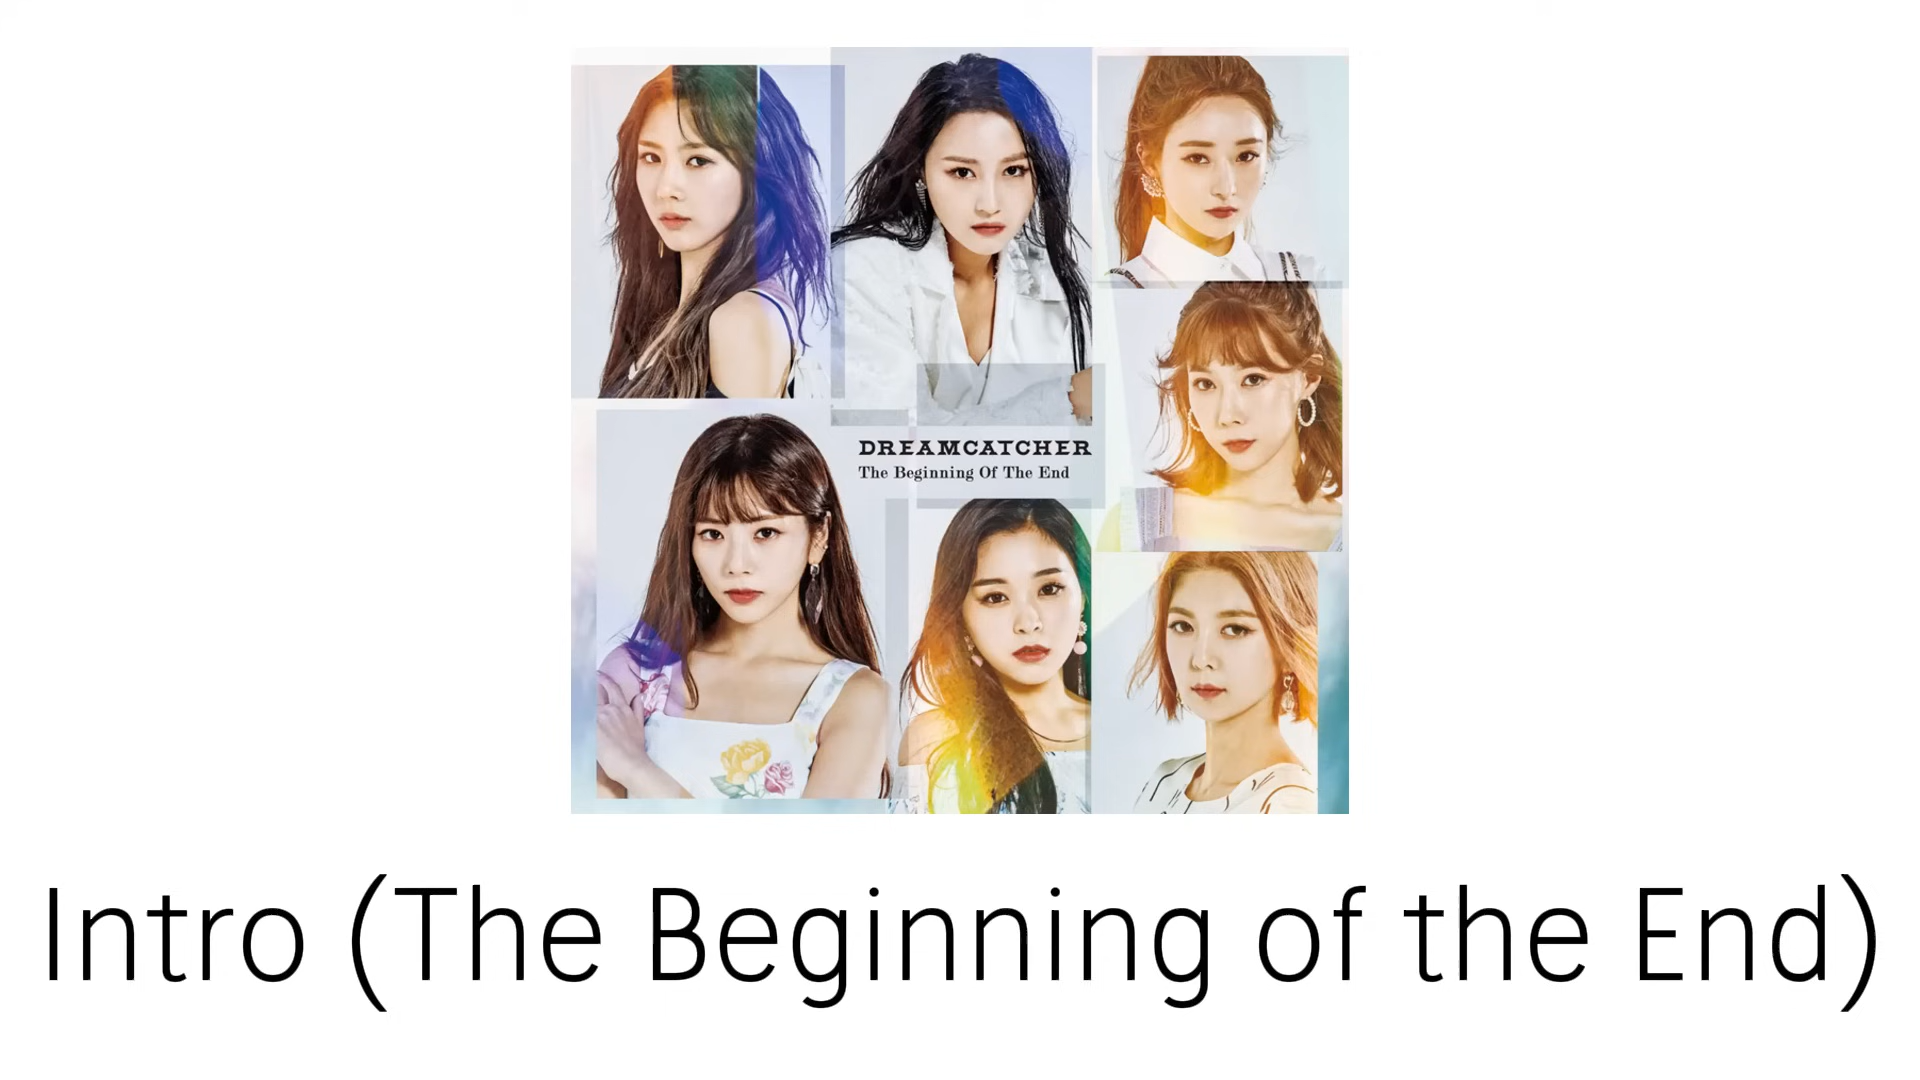 DREAMCATCHER
The Beginning Of The End
Intro (The Beginning of the End)